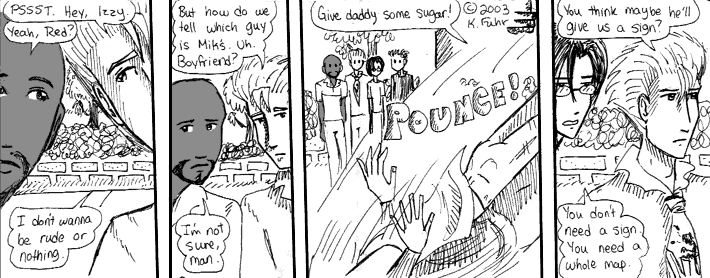 PSSST. Hey, Izzy.
Yeah, Red?
I don't wanna
be rude or
nothing.
But how do we
tell which guy
is Mih's. Uh.
Boyfriend?
I'm not
sure,
man.
Give daddy some sugar!
© 2003
K. Fuhr
POUNCE!
You think maybe he'll
give us a sign?
You don't
need a sign.
You need a
whole map.